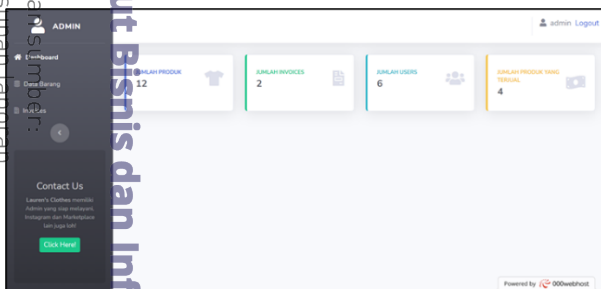 ADMIN
admin Logout
Dashboard
Data Barang
Invoices
JUMLAH PRODUK
12
JUMLAH INVOICES
2
JUMLAH USERS
6
JUMLAH PRODUK YANG
TERJUAL
4
Contact Us
Lauren's Clothes memiliki
Admin yang siap melayani,
Instagram dan Marketplace
lain juga loh!
Click Here!
Powered by 000webhost
ut Bisnis dan Inf
an sumber: